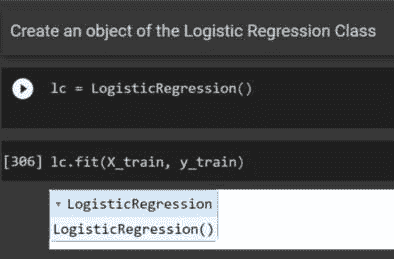 Create an object of the Logistic Regression Class
lc = LogisticRegression()
[306] lc.fit(X_train, y_train)
▾ LogisticRegression
LogisticRegression()